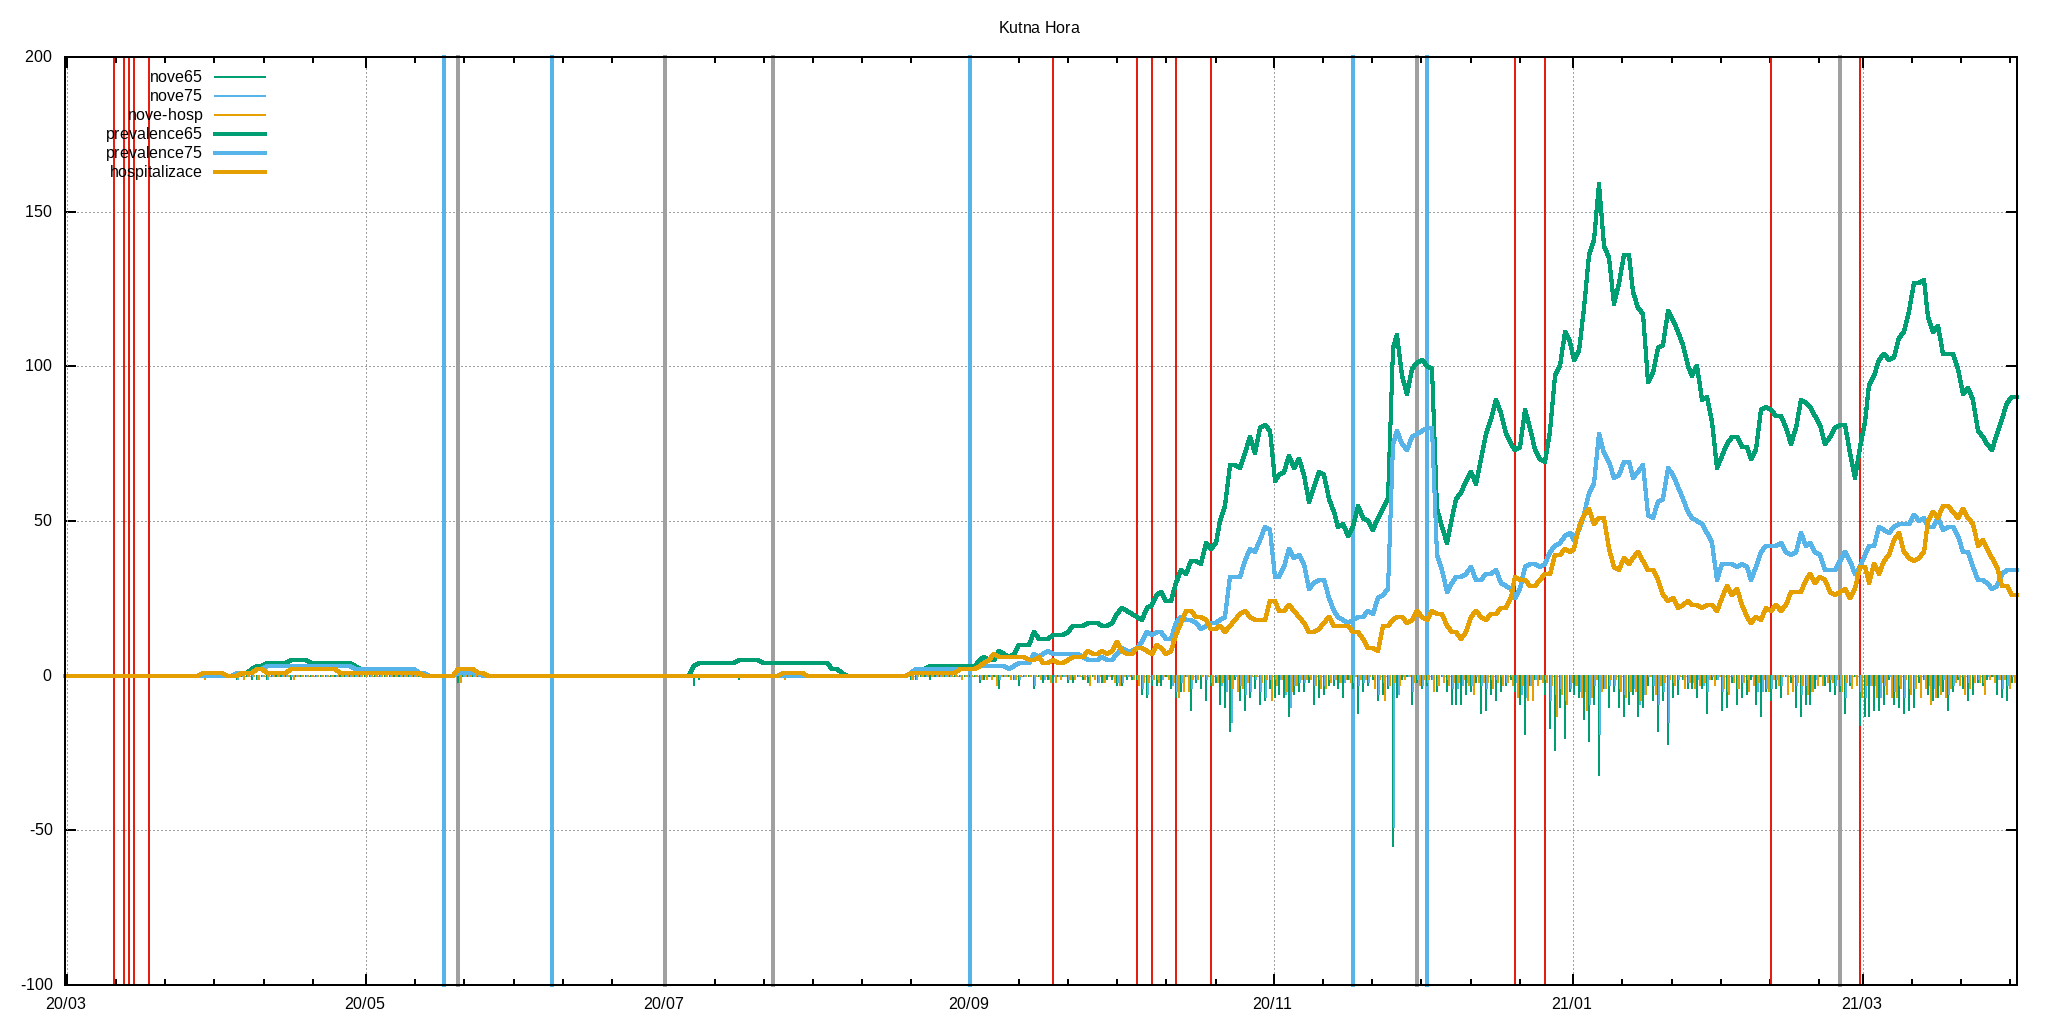 Kutna Hora
200
150
100
50
0
-50
-100
nove65
nove75
nove-hosp
prevalence65
prevalence75
hospitalizace
20/03 20/05 20/07 20/09 20/11 21/01 21/03